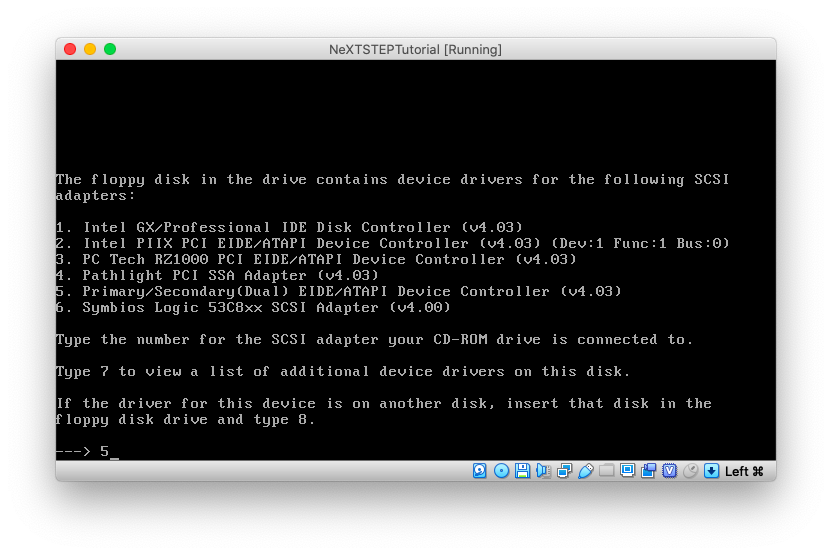 NeXTSTEPTutorial [Running]
The floppy disk in the drive contains device drivers for the following SCSI
adapters:
1. Intel GX/Professional IDE Disk Controller (v4.03)
2. Intel PIIX PCI EIDE/ATAPI Device Controller (v4.03) (Dev:1 Func:1 Bus:0)
3. PC Tech RZ1000 PCI EIDE/ATAPI Device Controller (v4.03)
4. Pathlight PCI SSA Adapter (v4.03)
5. Primary/Secondary(Dual) EIDE/ATAPI Device Controller (v4.03)
6. Symbios Logic 53C8xx SCSI Adapter (v4.00)
Type the number for the SCSI adapter your CD-ROM drive is connected to.
Type 7 to view a list of additional device drivers on this disk.
If the driver for this device is on another disk, insert that disk in the
floppy disk drive and type 8.
---> 5_
Left ⌘